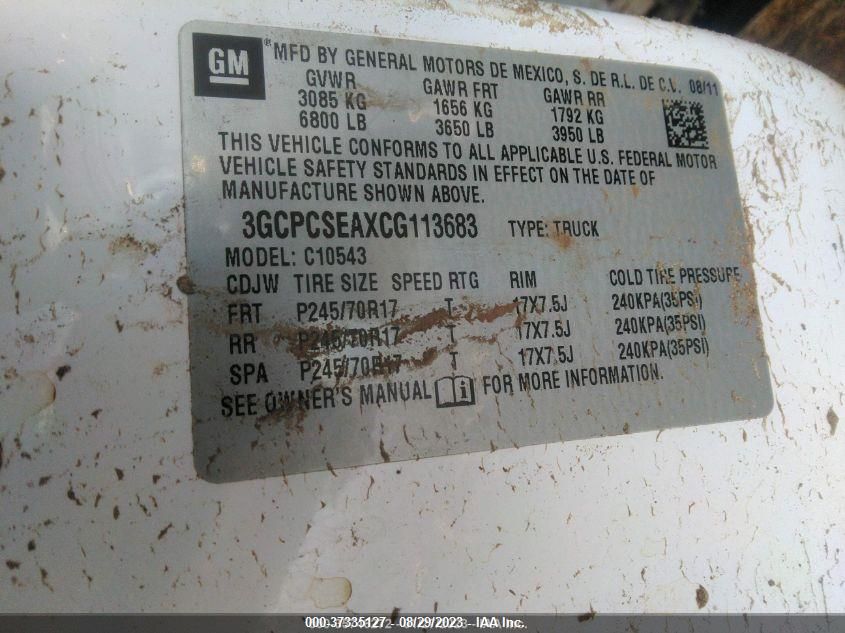 GM ® MFD BY GENERAL MOTORS DE MEXICO, S. DE R.L. DE C.V. 08/11
GVWR GAWR FRT GAWR RR
3085 KG 1656 KG 1792 KG
6800 LB 3650 LB 3950 LB
THIS VEHICLE CONFORMS TO ALL APPLICABLE U.S. FEDERAL MOTOR
VEHICLE SAFETY STANDARDS IN EFFECT ON THE DATE OF
MANUFACTURE SHOWN ABOVE.
3GCPCSEAXCG113683 TYPE: TRUCK
MODEL: C10543
CDJW TIRE SIZE SPEED RTG RIM COLD TIRE PRESSURE
FRT P245/70R17 T 17X7.5J 240KPA(35PSI)
RR P245/70R17 T 17X7.5J 240KPA(35PSI)
SPA P245/70R17 T 17X7.5J 240KPA(35PSI)
SEE OWNER'S MANUAL FOR MORE INFORMATION.
000-37335127 - 08/29/2023 - IAA Inc.